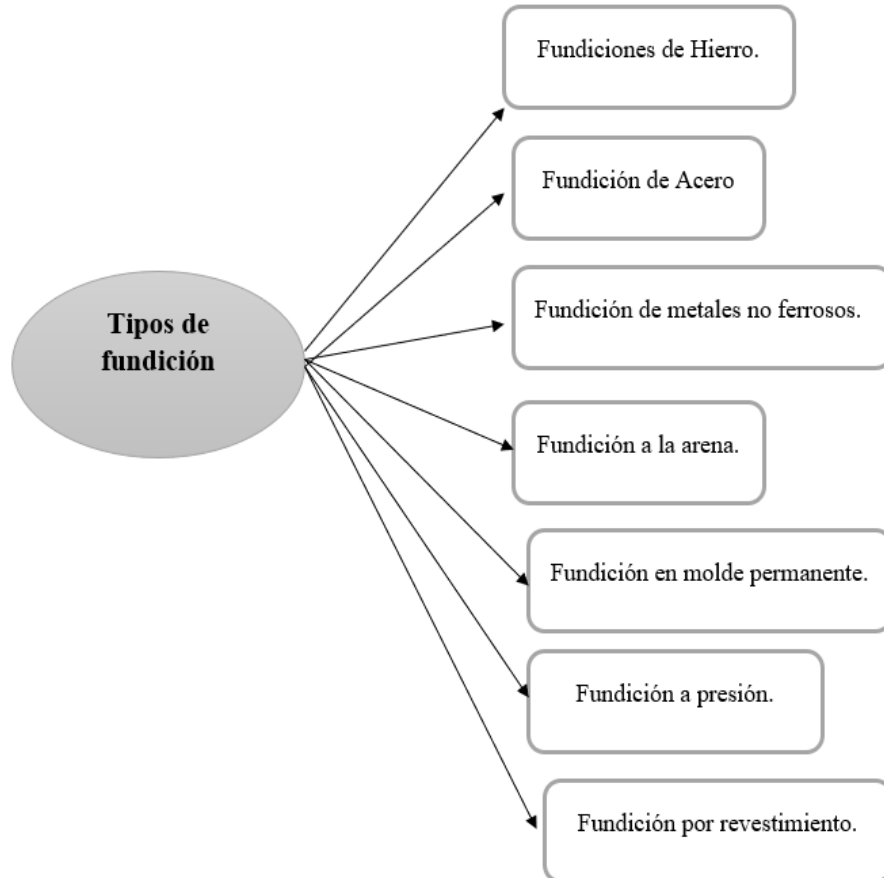 Tipos de
fundición
Fundiciones de Hierro.
Fundición de Acero
Fundición de metales no ferrosos.
Fundición a la arena.
Fundición en molde permanente.
Fundición a presión.
Fundición por revestimiento.